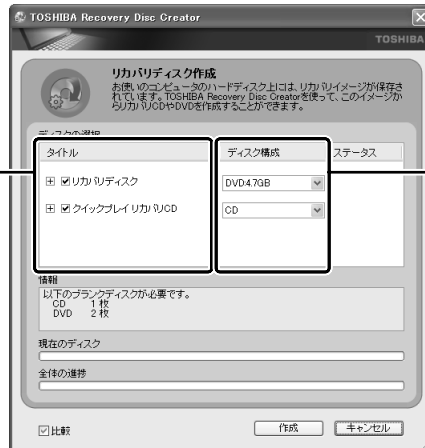 TOSHIBA Recovery Disc Creator
TOSHIBA
リカバリディスク作成
お使いのコンピュータのハードディスク上には、リカバリイメージが保存さ
れています。TOSHIBA Recovery Disc Creatorを使って、このイメージか
らリカバリCDやDVDを作成することができます。
ディスクの選択
タイトル ディスク構成 ステータス
リカバリディスク DVD:4.7GB
クイックプレイ リカバリCD CD
情報
以下のブランクディスクが必要です。
CD 1 枚
DVD 2 枚
現在のディスク
全体の進捗
比較 作成 キャンセル